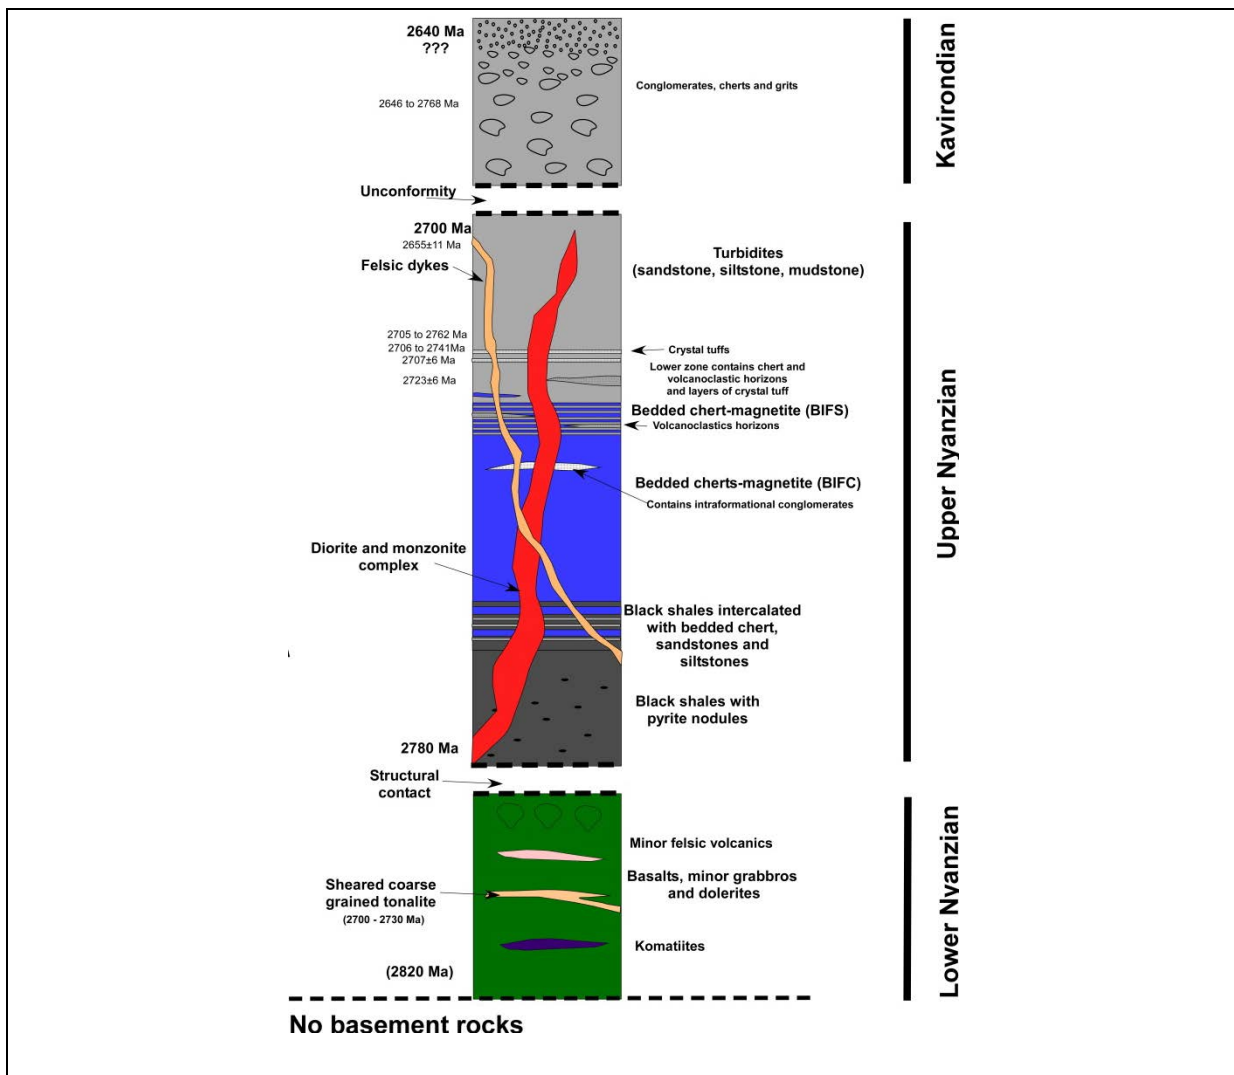 2640 Ma
???
2646 to 2768 Ma
Conglomerates, cherts and grits
Kavirondian
Unconformity
2700 Ma
2655±11 Ma
Felsic dykes
Turbidites
(sandstone, siltstone, mudstone)
2705 to 2762 Ma
2706 to 2741Ma
2707±6 Ma
2723±6 Ma
Crystal tuffs
Lower zone contains chert and
volcanoclastic horizons
and layers of crystal tuff
Bedded chert-magnetite (BIFS)
Volcanoclastics horizons
Bedded cherts-magnetite (BIFC)
Contains intraformational conglomerates
Diorite and monzonite
complex
Black shales intercalated
with bedded chert,
sandstones and
siltstones
Black shales with
pyrite nodules
2780 Ma
Upper Nyanzian
Structural
contact
Minor felsic volcanics
Basalts, minor grabbros
and dolerites
Sheared coarse
grained tonalite
(2700 - 2730 Ma)
Komatiites
(2820 Ma)
Lower Nyanzian
No basement rocks